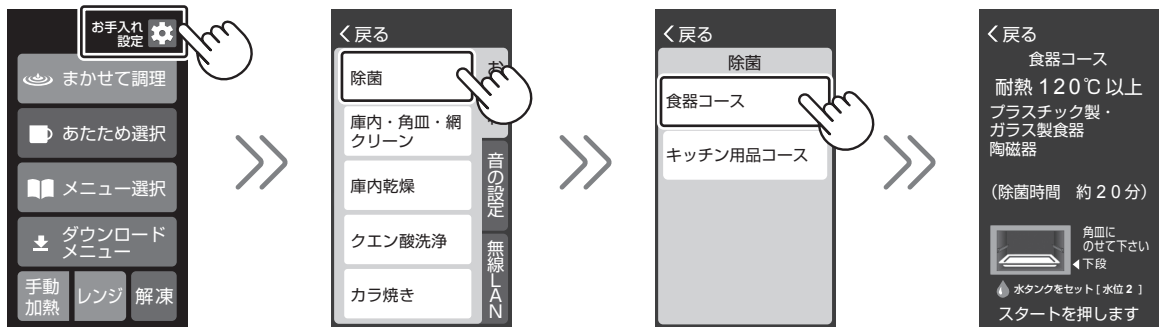 お手入れ
設定
まかせて調理
あたため選択
メニュー選択
ダウンロード
メニュー
手動
加熱
レンジ
解凍
戻る
除菌
庫内・角皿・網
クリーン
庫内乾燥
クエン酸洗浄
カラ焼き
お
音の設定
無線LAN
戻る
除菌
食器コース
キッチン用品コース
戻る
食器コース
耐熱120℃以上
プラスチック製・
ガラス製食器
陶磁器
(除菌時間 約20分)
角皿に
のせて下さい
下段
水タンクをセット[水位2]
スタートを押します